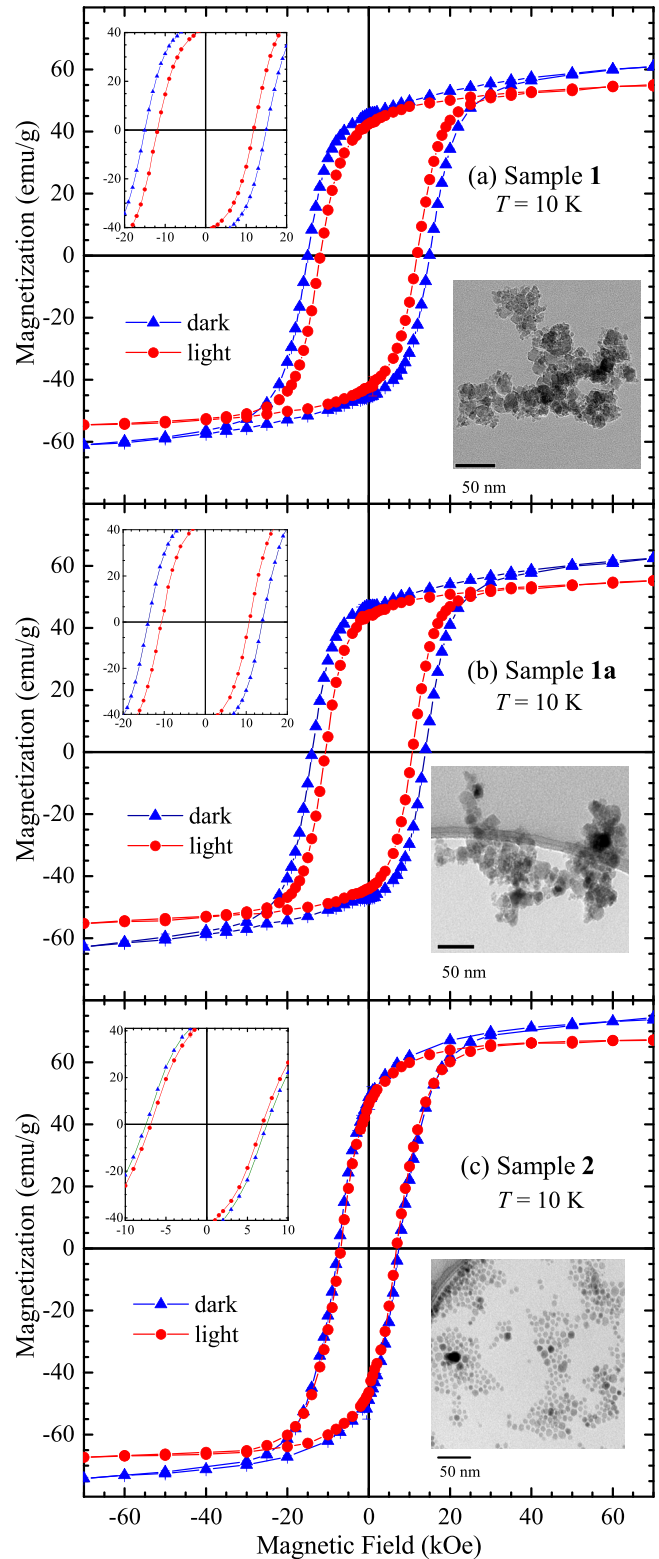 40
20
0
-20
-40
-20 -10 0 10 20
60
40
20
0
-20
-40
-60
Magnetization (emu/g)
(a) Sample 1
T = 10 K
dark
light
50 nm
40
20
0
-20
-40
-20 -10 0 10 20
60
40
20
0
-20
-40
-60
Magnetization (emu/g)
(b) Sample 1a
T = 10 K
dark
light
50 nm
40
20
0
-20
-40
-10 -5 0 5 10
60
40
20
0
-20
-40
-60
Magnetization (emu/g)
(c) Sample 2
T = 10 K
dark
light
50 nm
-60 -40 -20 0 20 40 60
Magnetic Field (kOe)